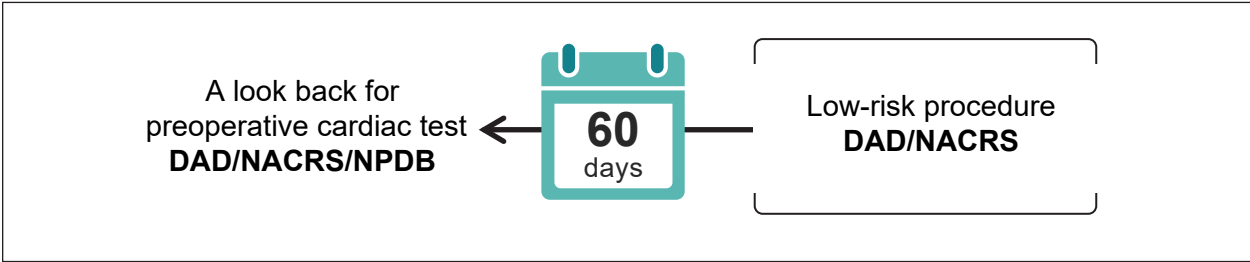 A look back for
preoperative cardiac test
DAD/NACRS/NPDB
60
days
Low-risk procedure
DAD/NACRS